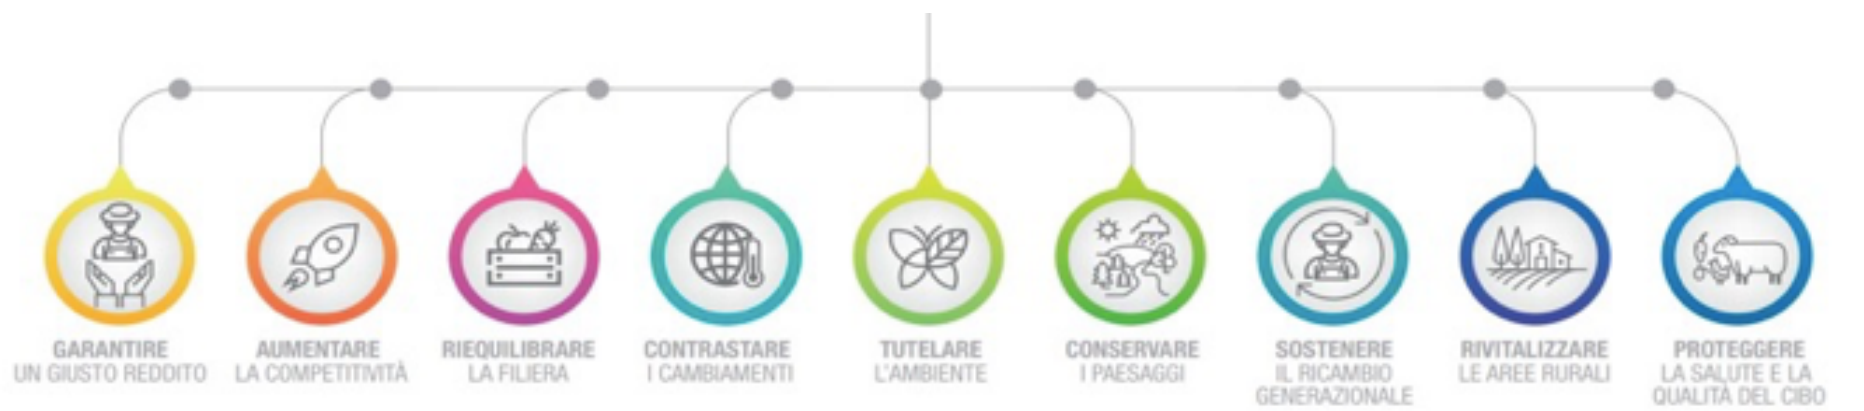 GARANTIRE
UN GIUSTO REDDITO
AUMENTARE
LA COMPETITIVITÀ
RIEQUILIBRARE
LA FILIERA
CONTRASTARE
I CAMBIAMENTI
TUTELARE
L'AMBIENTE
CONSERVARE
I PAESAGGI
SOSTENERE
IL RICAMBIO
GENERAZIONALE
RIVITALIZZARE
LE AREE RURALI
PROTEGGERE
LA SALUTE E LA
QUALITÀ DEL CIBO